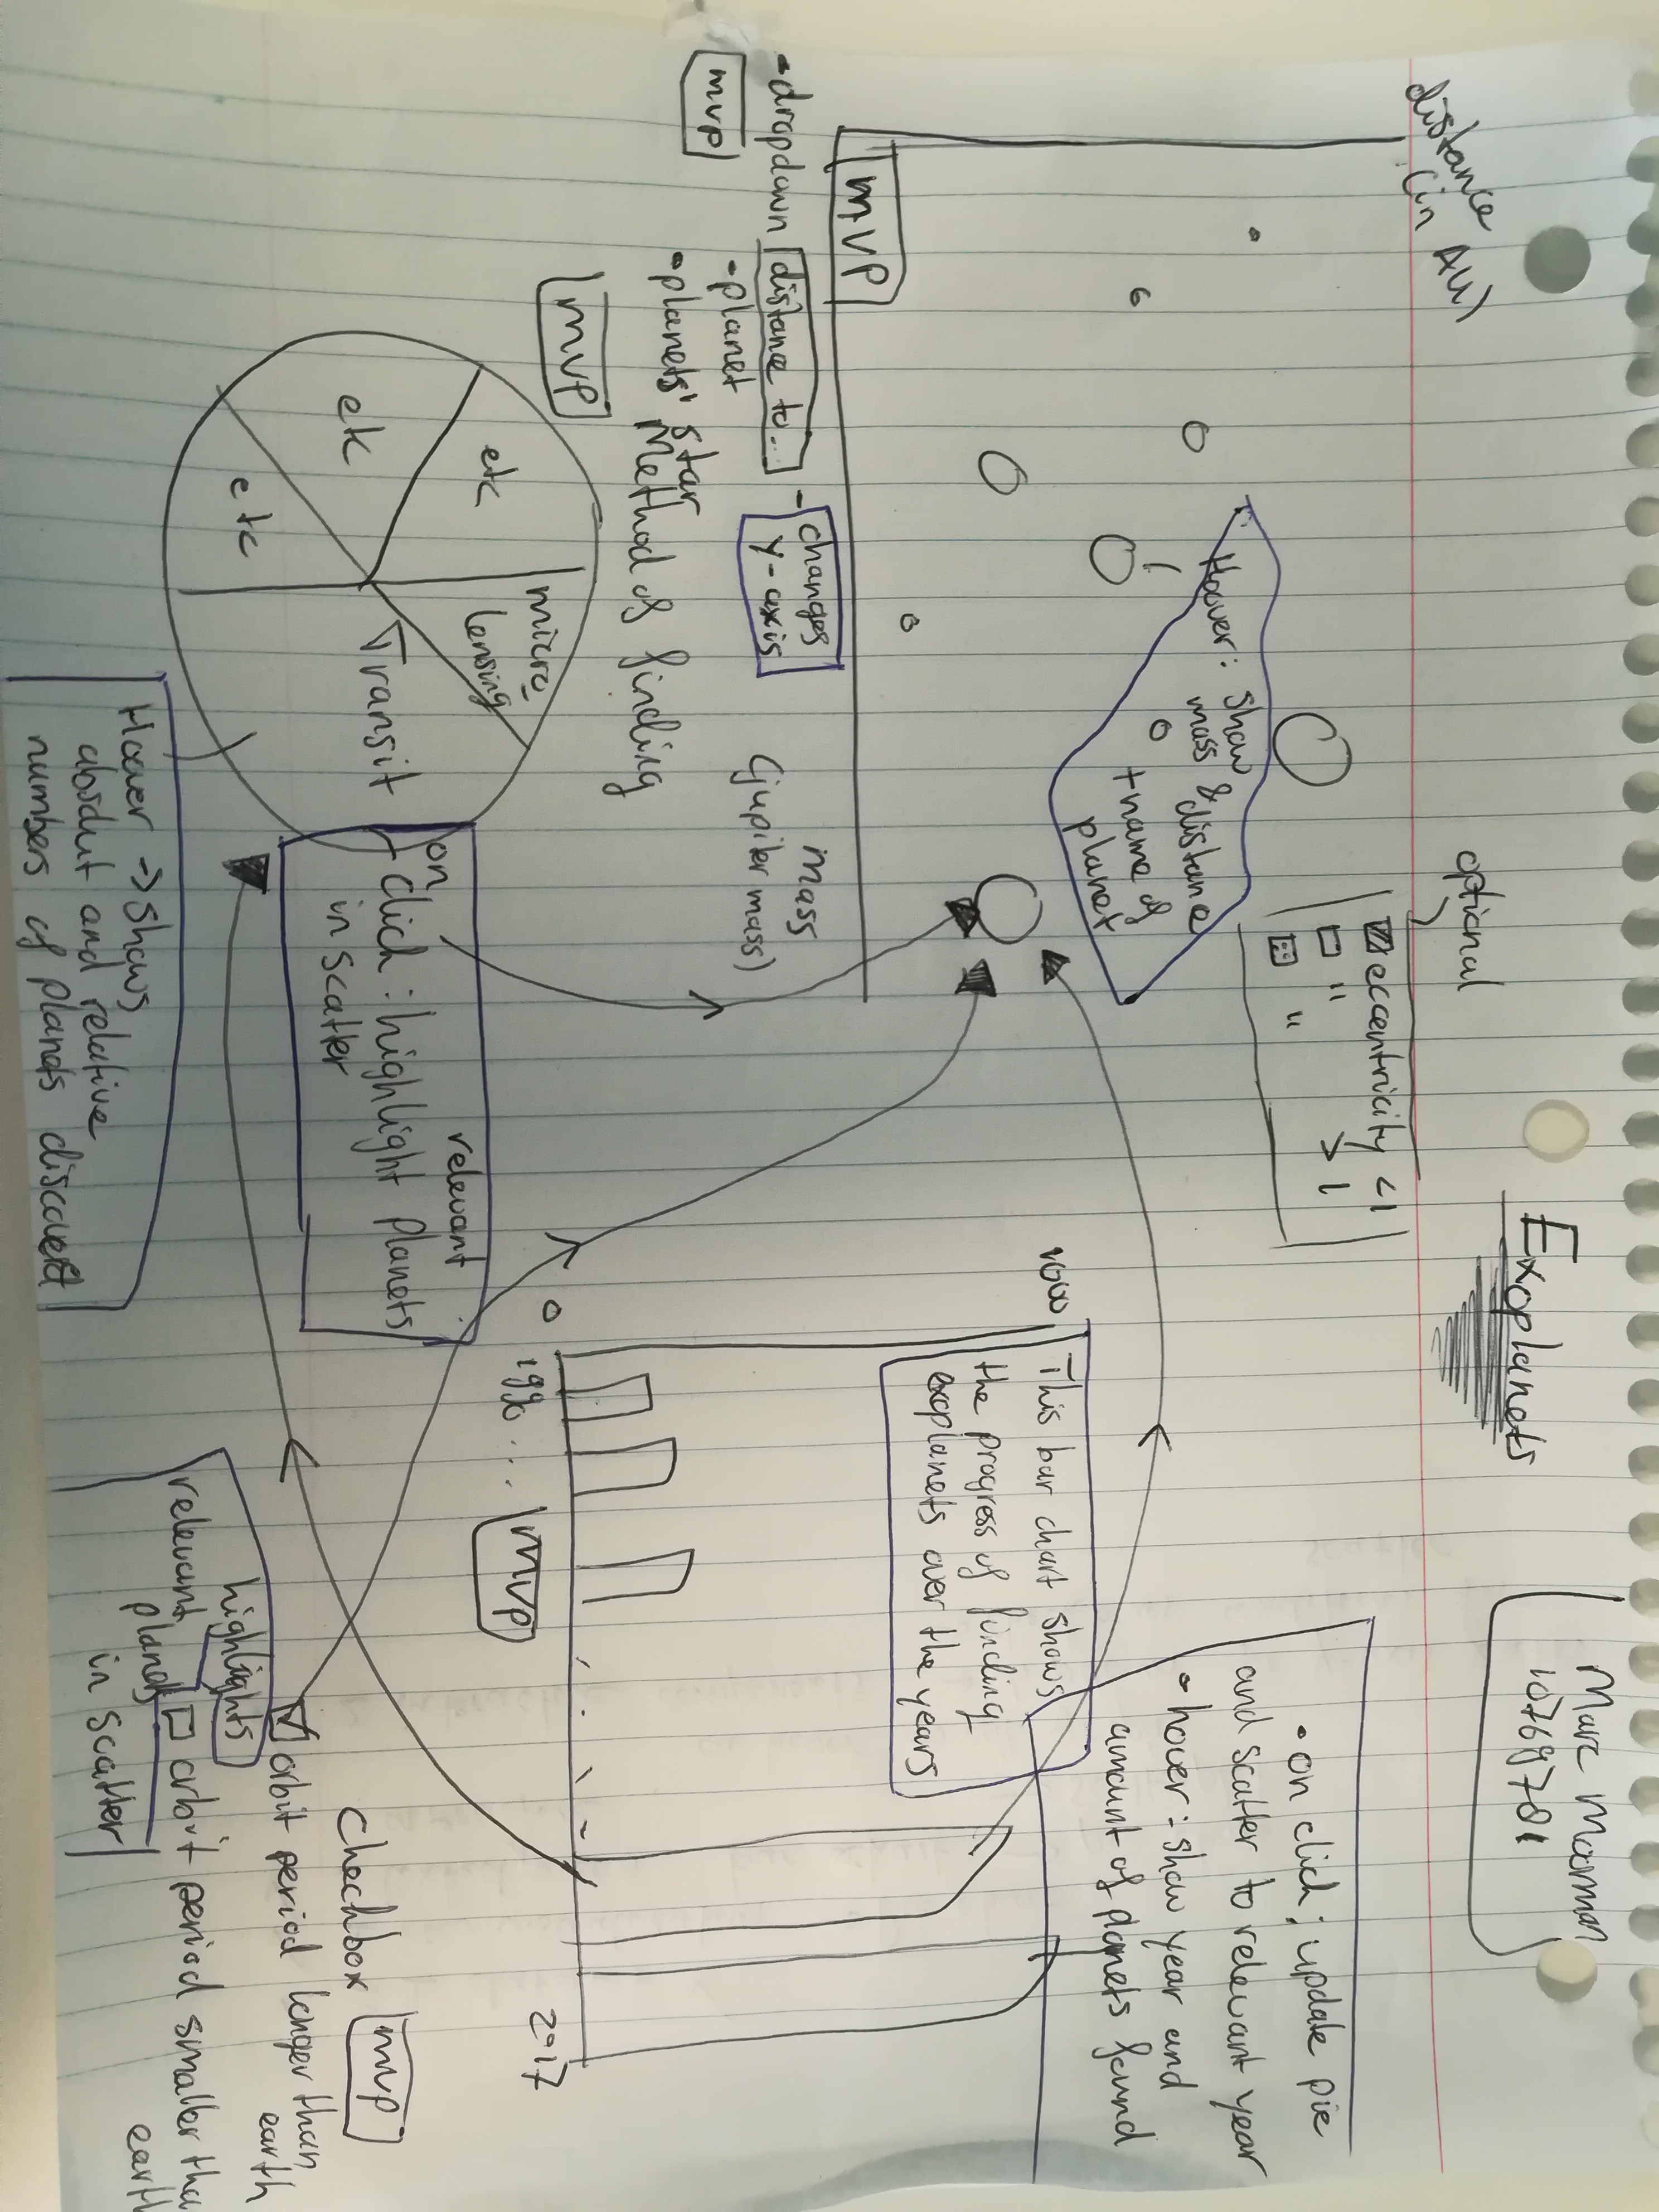 Exoplanets
Marc Moorman
10769781
distance
(in AU)
optional
eccentricity <1
" >1
"
Hover: show
mass & distance
+ name of
planet
mvp
mass
(jupiter mass)
- dropdown distance to... - changes
y-axis
- planet
- planets' star
mvp
mvp
Method of finding
micro
lensing
Transit
etc
etc
etc
on
click: highlight relevant planets
in scatter
Hover -> shows
absolut and relative
numbers of planets discoverd
• on click; update pie
and scatter to relevant year
• hover: show year and
amount of planets found
This bar chart shows
the progress of finding
exoplanets over the years
1000
0
1990 ...
2017
mvp
Checkbox mvp
orbit period longer than
earth
orbit period smaller tha
earth
highlights
relevant
planets
in scatter